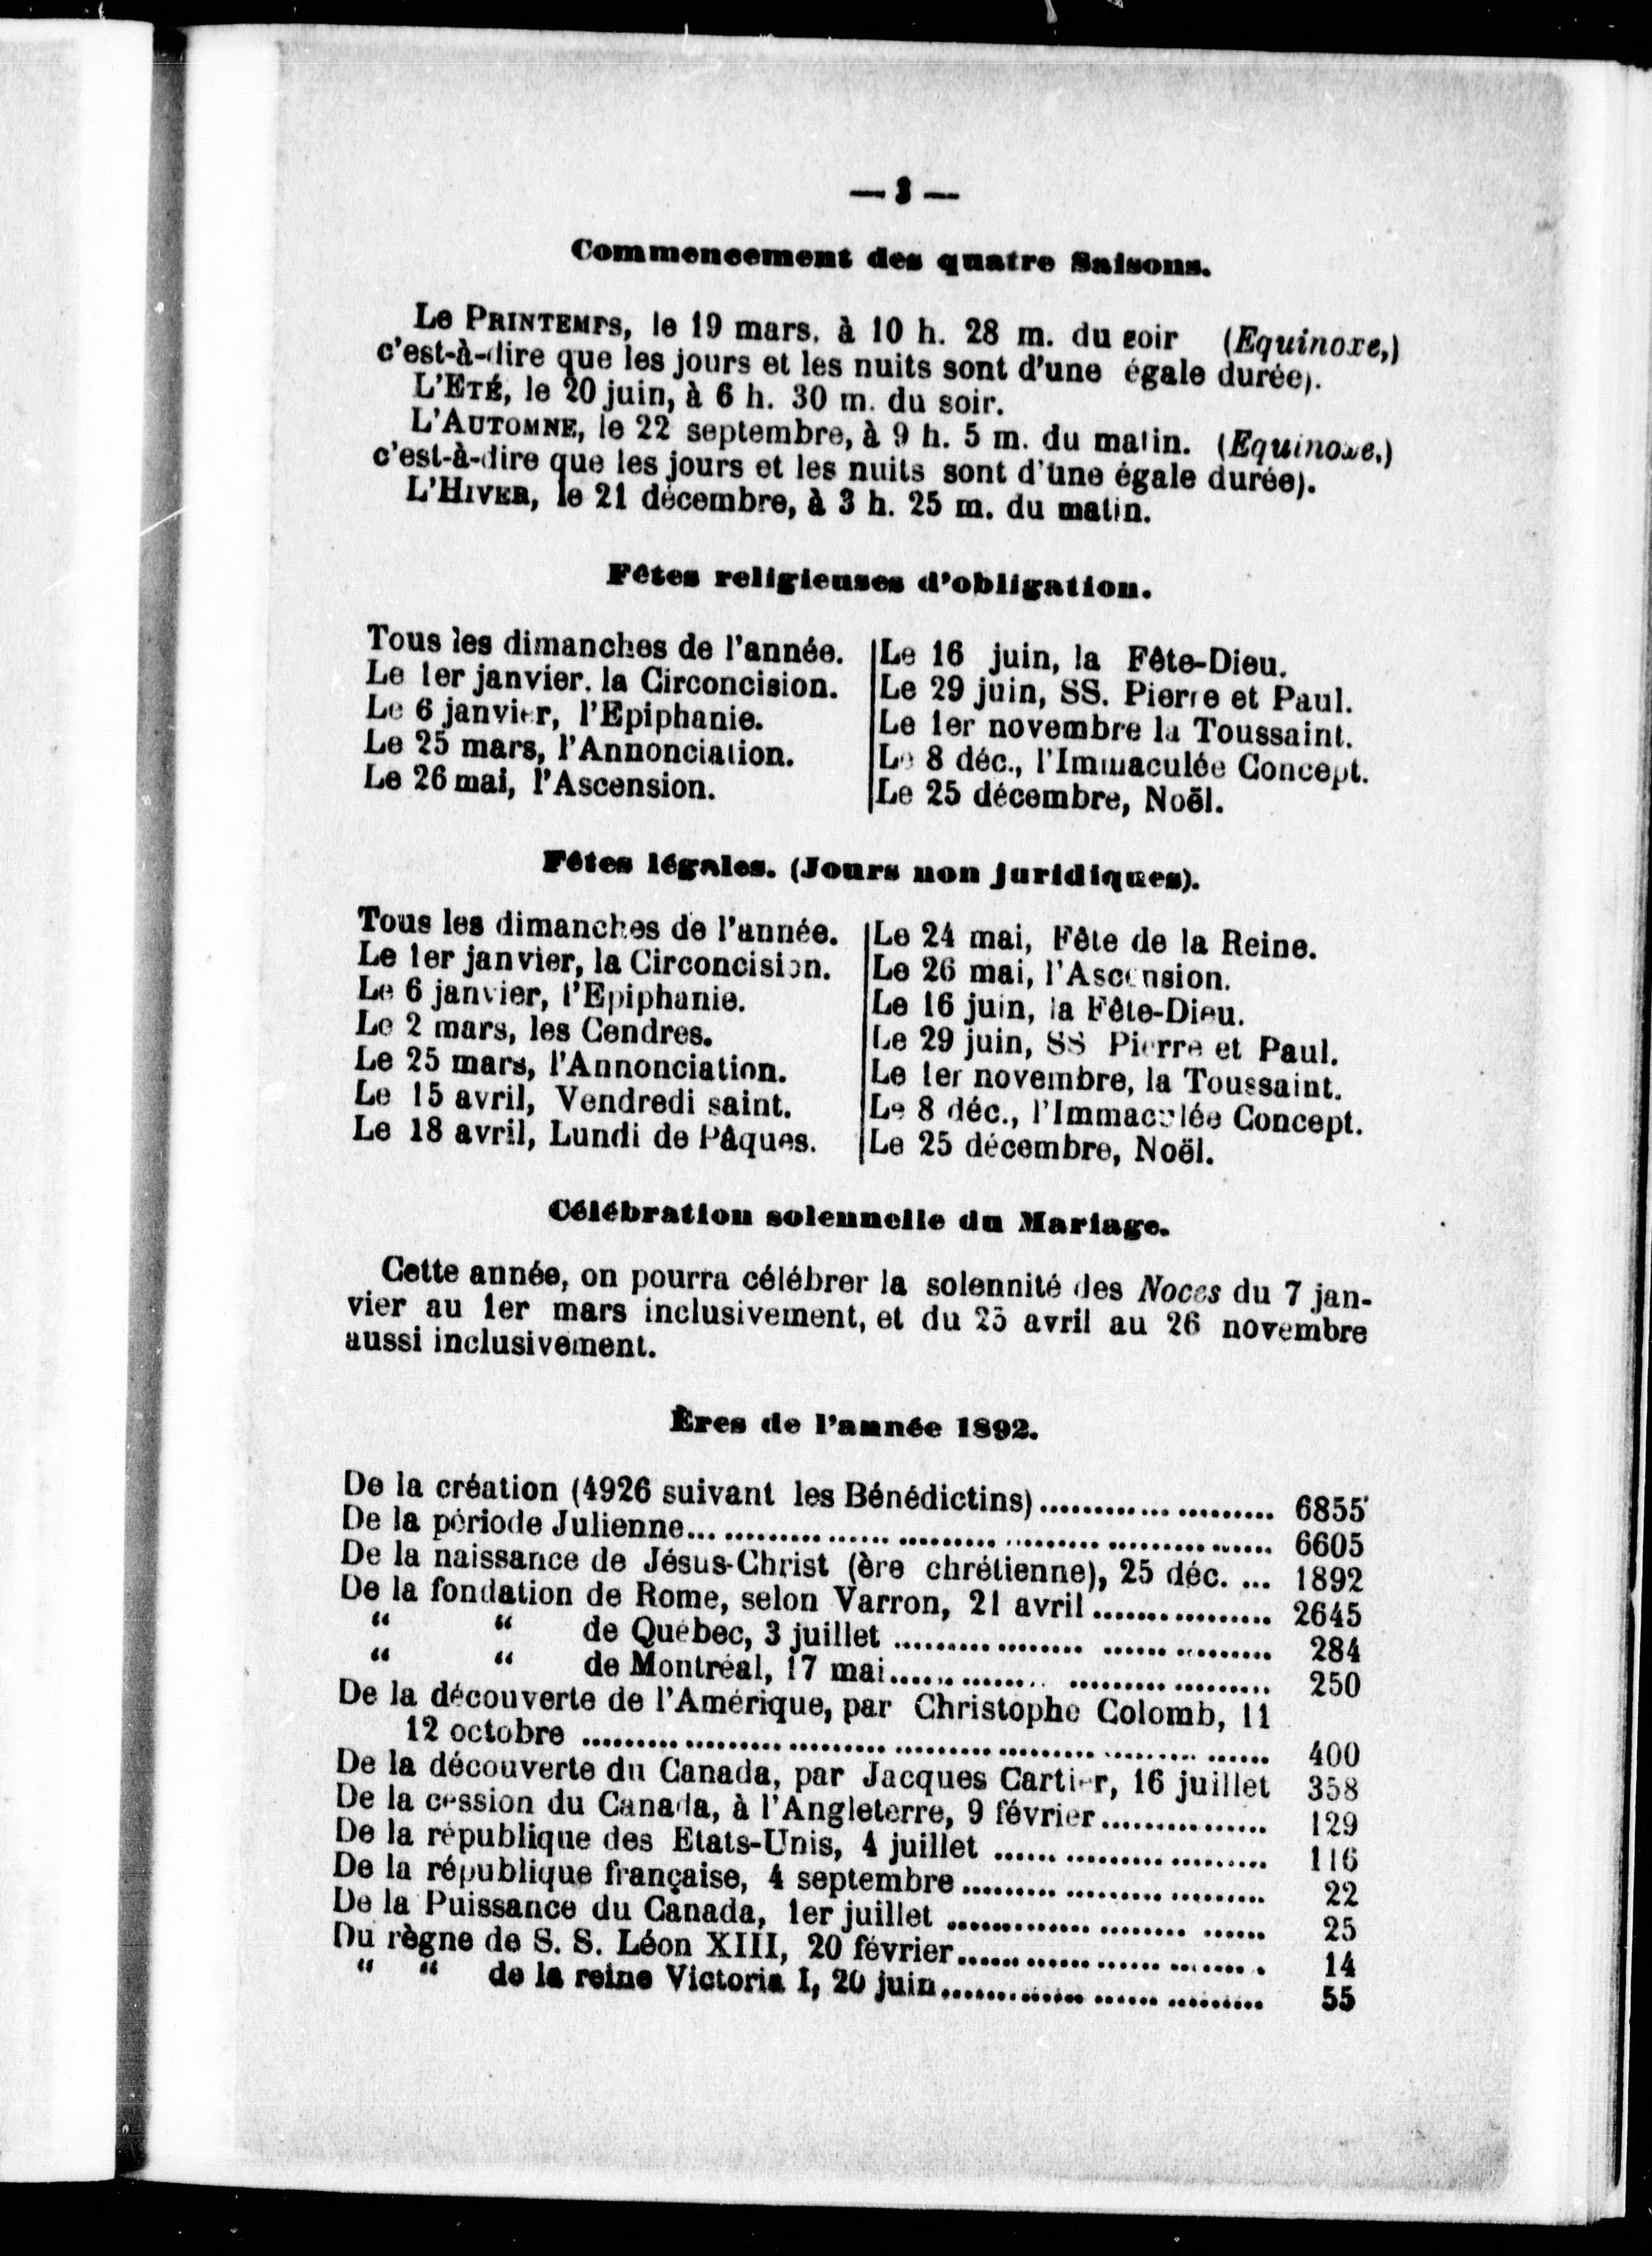 — 3 —
Commencement des quatre Saisons.
Le PRINTEMPS, le 19 mars, à 10 h. 28 m. du soir (Equinoxe,)
c'est-à-dire que les jours et les nuits sont d'une égale durée).
L'ETÉ, le 20 juin, à 6 h. 30 m. du soir.
L'AUTOMNE, le 22 septembre, à 9 h. 5 m. du matin. (Equinoxe,)
c'est-à-dire que les jours et les nuits sont d'une égale durée).
L'HIVER, le 21 décembre, à 3 h. 25 m. du matin.
Fêtes religieuses d'obligation.
Tous les dimanches de l'année.
Le 1er janvier. la Circoncision.
Le 6 janvier, l'Epiphanie.
Le 25 mars, l'Annonciation.
Le 26 mai, l'Ascension.
Le 16 juin, la Fête-Dieu.
Le 29 juin, SS. Pierre et Paul.
Le 1er novembre la Toussaint.
Le 8 déc., l'Immaculée Concept.
Le 25 décembre, Noël.
Fêtes légales. (Jours non juridiques).
Tous les dimanches de l'année.
Le 1er janvier, la Circoncision.
Le 6 janvier, l'Epiphanie.
Le 2 mars, les Cendres.
Le 25 mars, l'Annonciation.
Le 15 avril, Vendredi saint.
Le 18 avril, Lundi de Pâques.
Le 24 mai, Fête de la Reine.
Le 26 mai, l'Ascension.
Le 16 juin, la Fête-Dieu.
Le 29 juin, SS Pierre et Paul.
Le 1er novembre, la Toussaint.
Le 8 déc., l'Immaculée Concept.
Le 25 décembre, Noël.
Célébration solennelle du Mariage.
Cette année, on pourra célébrer la solennité des Noces du 7 jan-
vier au 1er mars inclusivement, et du 25 avril au 26 novembre
aussi inclusivement.
Ères de l'année 1892.
De la création (4926 suivant les Bénédictins) ........................ 6855
De la période Julienne........................ 6605
De la naissance de Jésus-Christ (ère chrétienne), 25 déc. ... 1892
De la fondation de Rome, selon Varron, 21 avril ................. 2645
“ “ de Québec, 3 juillet ........................ 284
“ “ de Montréal, 17 mai........................ 250
De la découverte de l'Amérique, par Christophe Colomb, 11
12 octobre ........................ 400
De la découverte du Canada, par Jacques Cartier, 16 juillet 358
De la cession du Canada, à l'Angleterre, 9 février............... 129
De la république des Etats-Unis, 4 juillet ........................ 116
De la république française, 4 septembre ........................ 22
De la Puissance du Canada, 1er juillet ........................ 25
Du règne de S. S. Léon XIII, 20 février........................ 14
“ “ de la reine Victoria I, 20 juin........................ 55